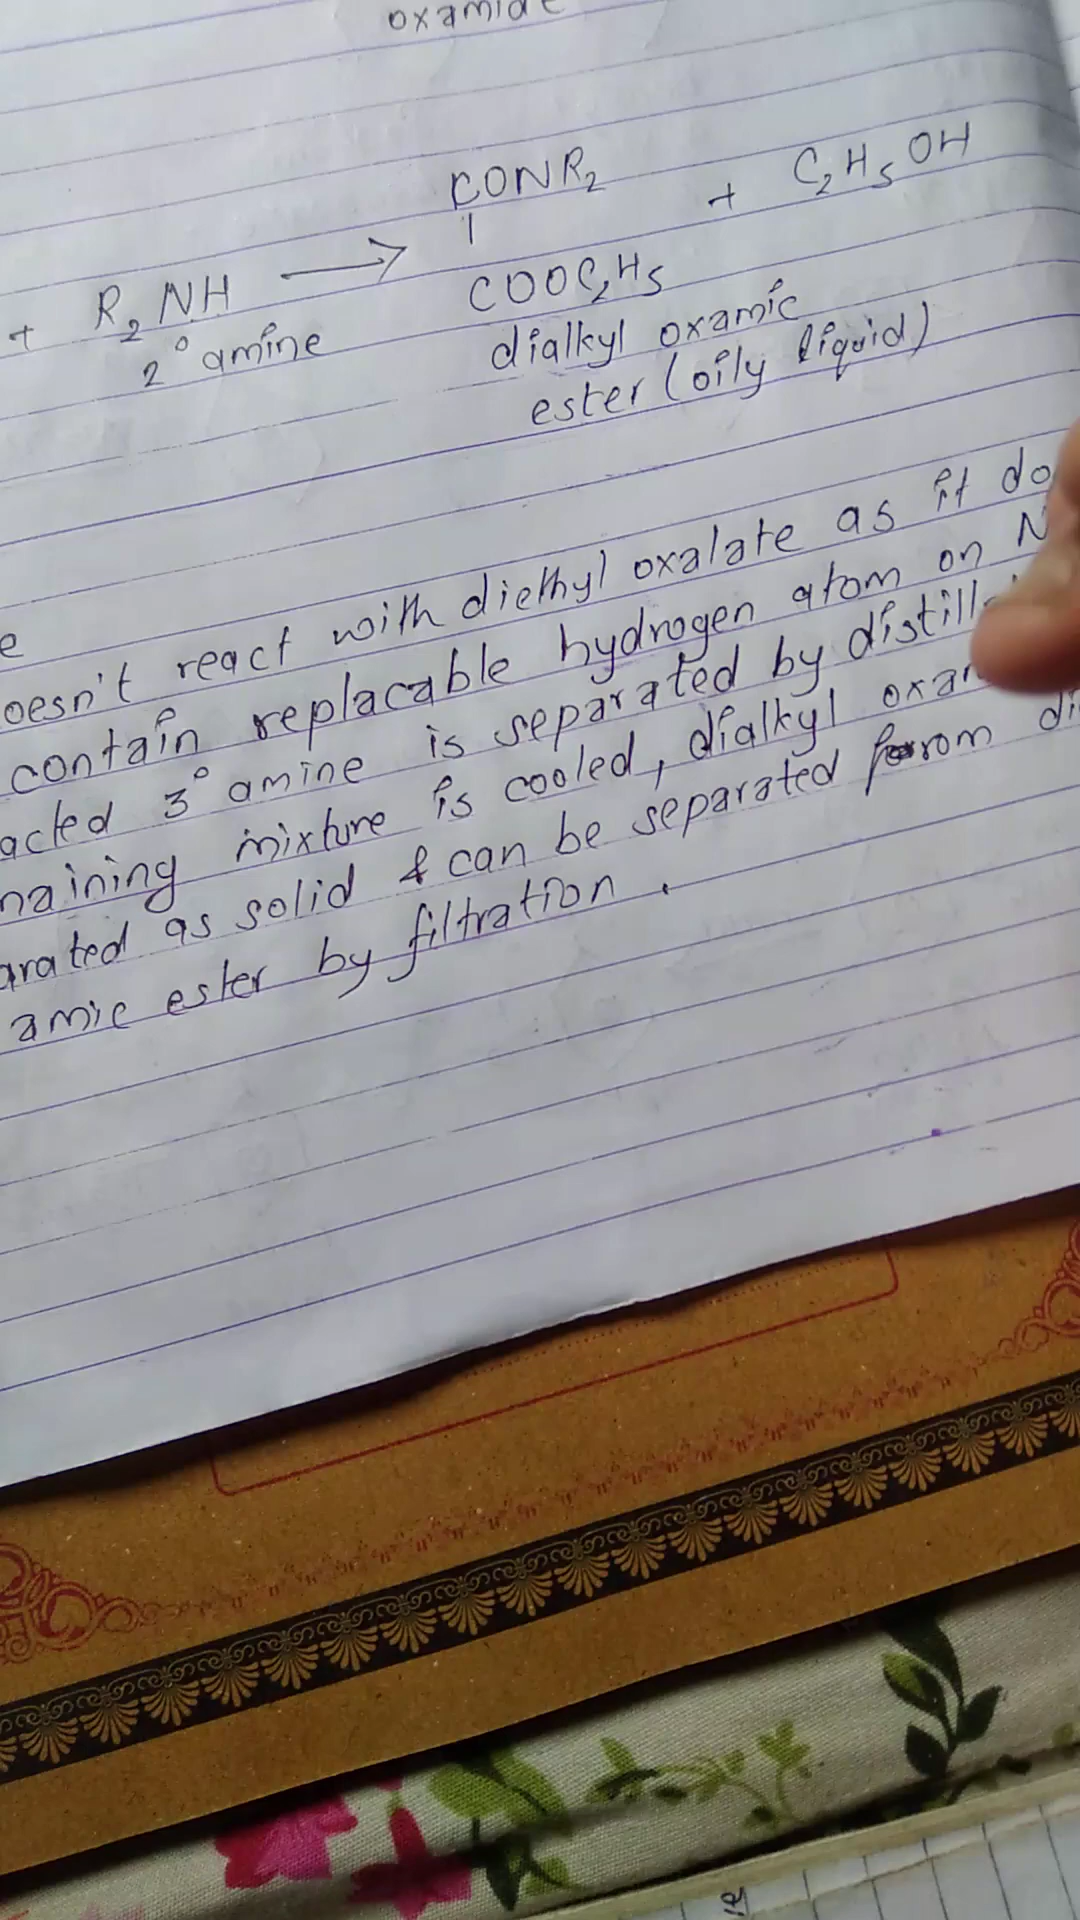 oxamide
CONR₂ + C₂H₅OH
|
+ R₂NH ⟶ COOC₂H₅
2° amine dialkyl oxamic
ester (oily liquid)
e
oesn't react with diethyl oxalate as it do
contain replacable hydrogen atom on N
acted 3° amine is separated by distill
naining mixture is cooled, dialkyl oxam
arated as solid & can be separated from di
amic ester by filtration.